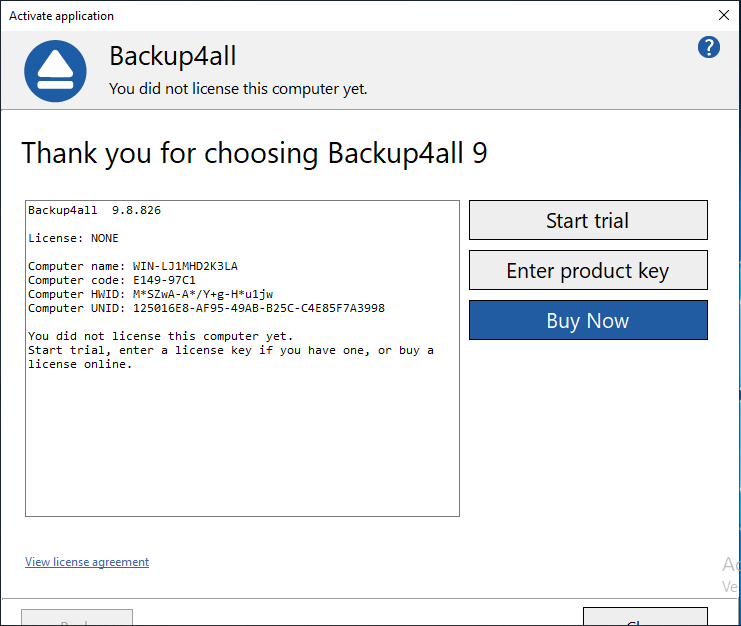 Activate application
Backup4all
You did not license this computer yet.
Thank you for choosing Backup4all 9
Backup4all  9.8.826
License: NONE
Computer name: WIN-LJ1MHD2K3LA
Computer code: E149-97C1
Computer HWID: M*SZwA-A*/Y+g-H*u1jw
Computer UNID: 125016E8-AF95-49AB-B25C-C4E85F7A3998
You did not license this computer yet.
Start trial, enter a license key if you have one, or buy a
license online.
Start trial
Enter product key
Buy Now
View license agreement